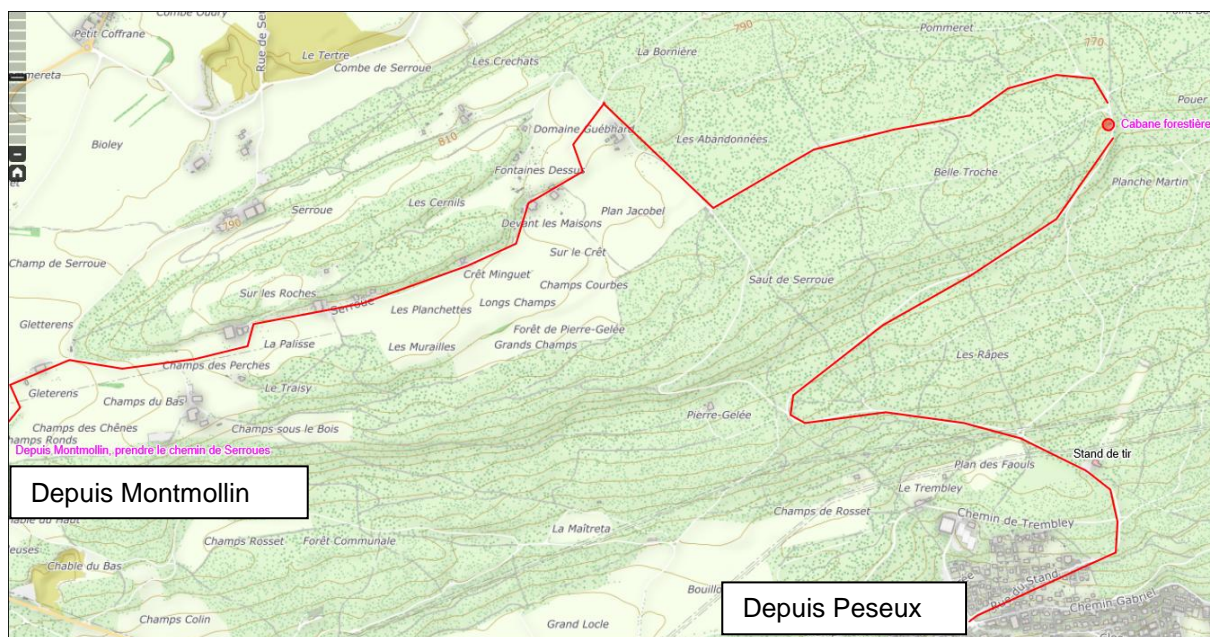 Petit Coffrane
Combe Oudry
Rue de Se
Le Tertre
Combe de Serroue
Les Crechats
La Bornière
790
Pommeret
770
Pouer
Cabane forestière
Bioley
810
Domaine Guébhard
Les Abandonnées
Fontaines Dessus
Belle Troche
Planche Martin
Les Cernils
Serroue
790
Devant les Maisons
Plan Jacobel
Champ de Serroue
Sur le Crêt
Crêt Minguet
Champs Courbes
Saut de Serroue
Sur les Roches
Serroue
Les Planchettes
Longs Champs
Gletterens
Forêt de Pierre-Gelée
La Palisse
Les Murailles
Grands Champs
Les Râpes
Champs des Perches
Gleterens
Le Traisy
Champs du Bas
Pierre-Gelée
Champs des Chênes
Champs sous le Bois
Champs Ronds
Depuis Montmollin, prendre le chemin de Serroues
Stand de tir
Plan des Faouls
Depuis Montmollin
Le Trembley
Champs de Rosset
Chemin de Trembley
La Maîtreta
Champs Rosset
Forêt Communale
Chable du Bas
Rue du Stand
Depuis Peseux
Chemin Gabriel
Champs Colin
Grand Locle